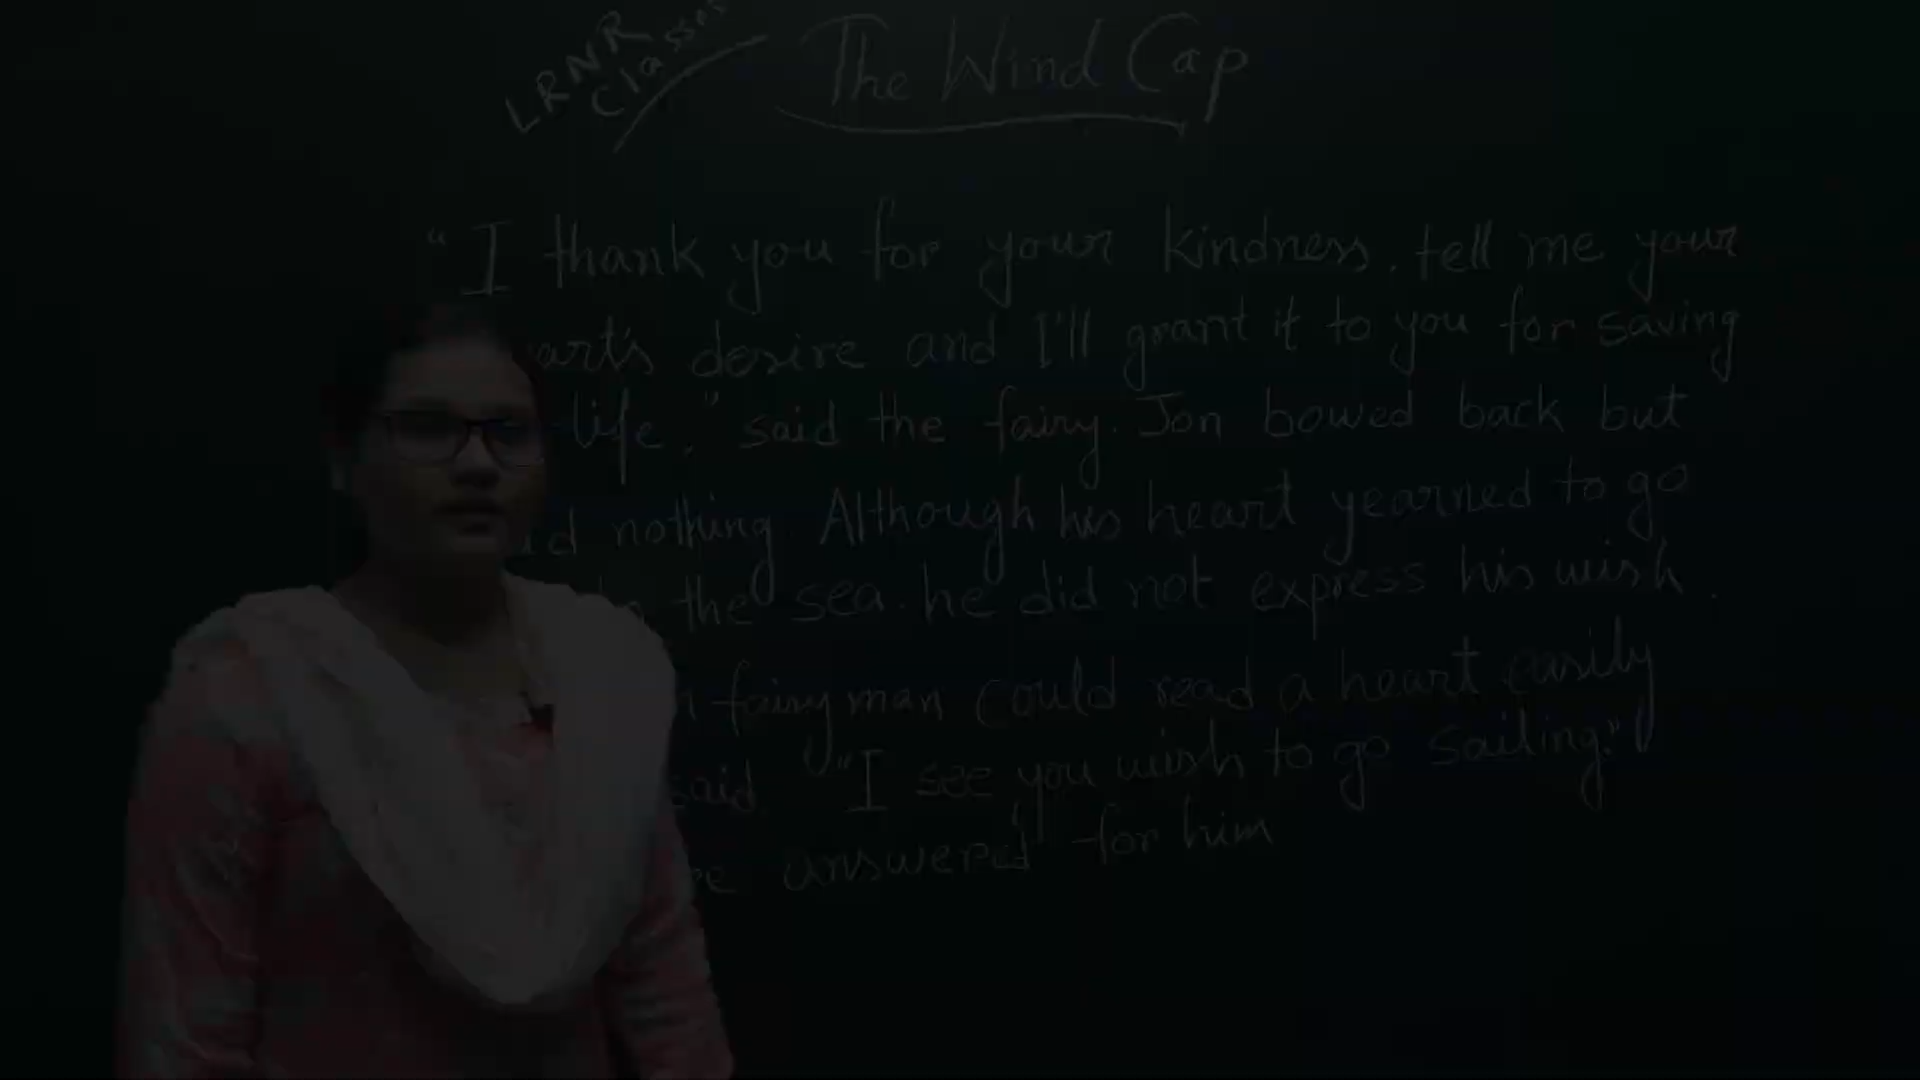 LRNR
Classes
The Wind Cap
"I thank you for your kindness. tell me your
art's desire and I'll grant it to you for saving
life," said the fairy. Jon bowed back but
id nothing. Although his heart yearned to go
the sea. he did not express his wish.
fairy man could read a heart easily
said, "I see you wish to go sailing."
answered for him